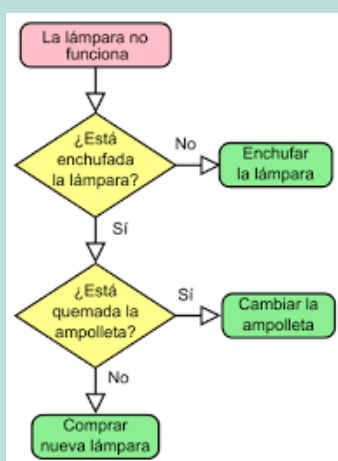 La lámpara no
funciona
¿Está
enchufada
la lámpara?
No
Enchufar
la lámpara
Sí
¿Está
quemada la
ampolleta?
Sí
Cambiar la
ampolleta
No
Comprar
nueva lámpara